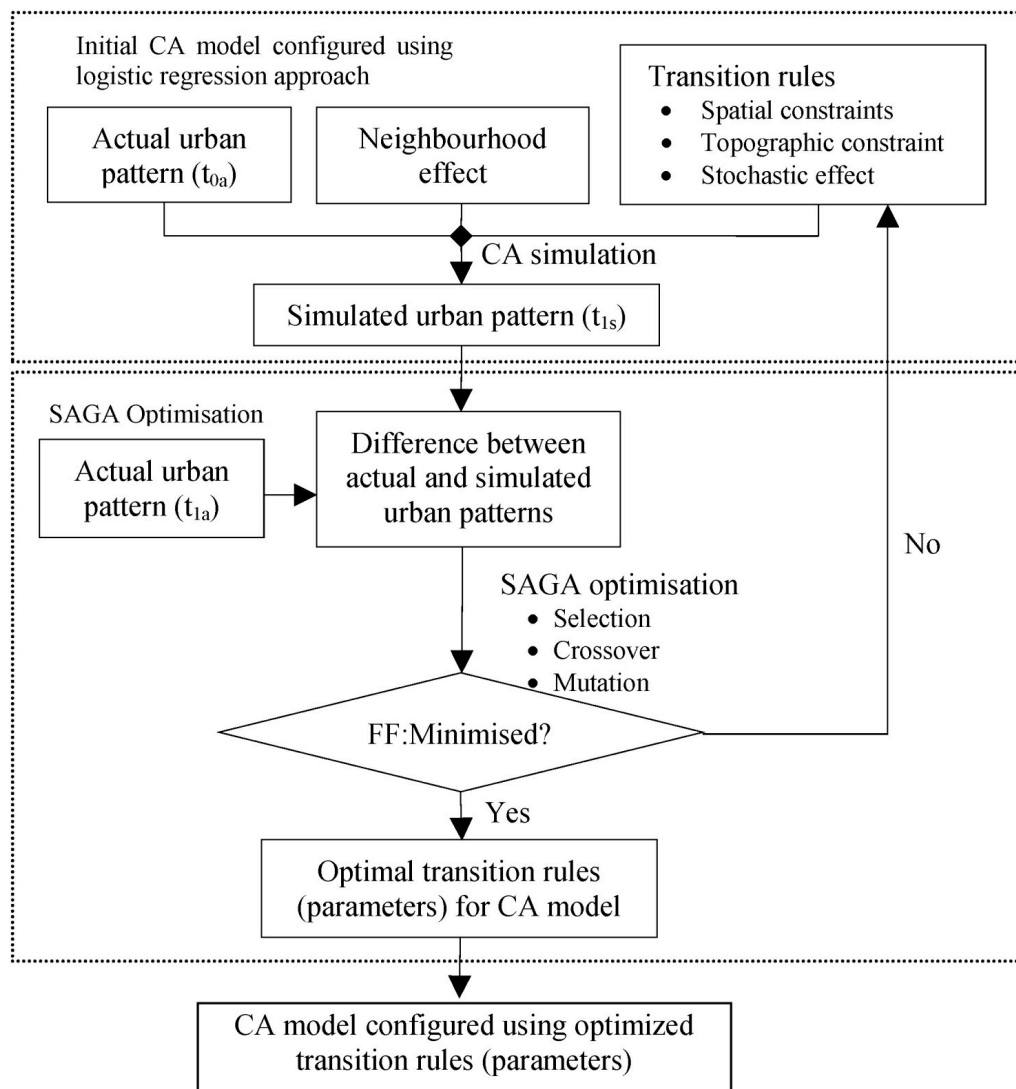 Initial CA model configured using
logistic regression approach
Actual urban
pattern (t0a)
Neighbourhood
effect
Transition rules
• Spatial constraints
• Topographic constraint
• Stochastic effect
CA simulation
Simulated urban pattern (t1s)
SAGA Optimisation
Actual urban
pattern (t1a)
Difference between
actual and simulated
urban patterns
No
SAGA optimisation
• Selection
• Crossover
• Mutation
FF:Minimised?
Yes
Optimal transition rules
(parameters) for CA model
CA model configured using optimized
transition rules (parameters)